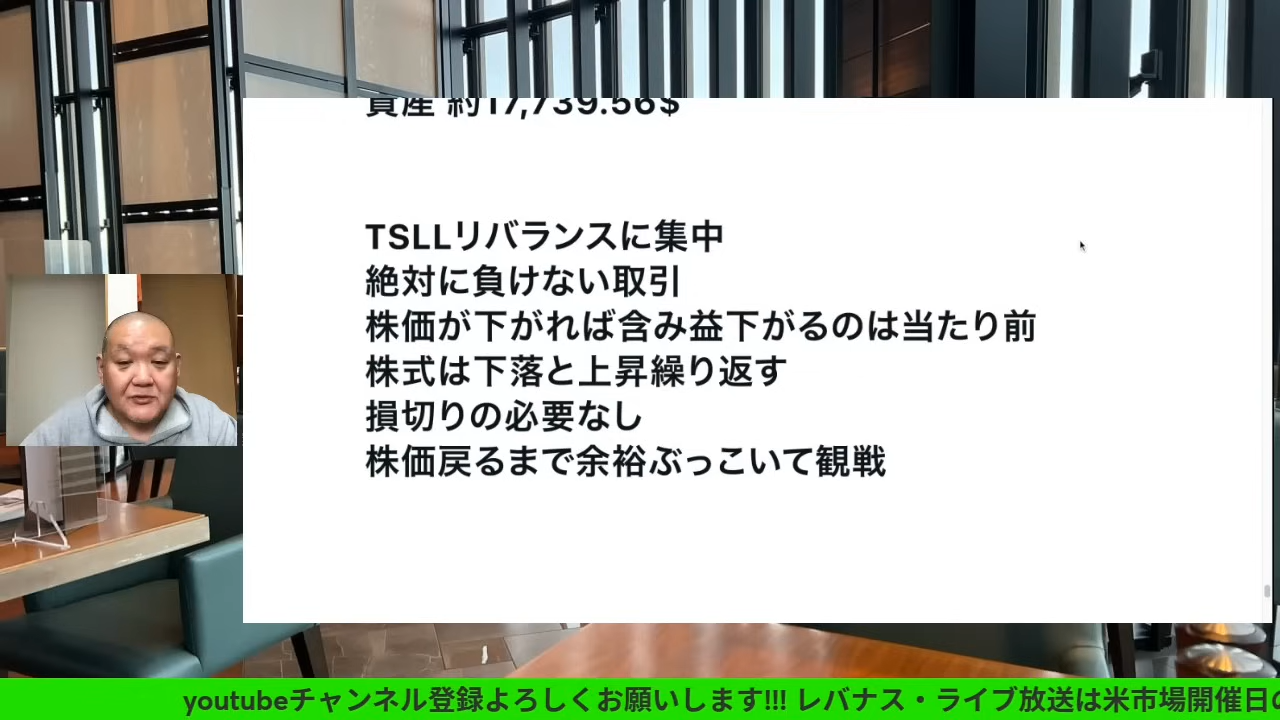 資産 約17,739.56$
TSLLリバランスに集中
絶対に負けない取引
株価が下がれば含み益下がるのは当たり前
株式は下落と上昇繰り返す
損切りの必要なし
株価戻るまで余裕ぶっこいて観戦
youtubeチャンネル登録よろしくお願いします!!! レバナス・ライブ放送は米市場開催日の